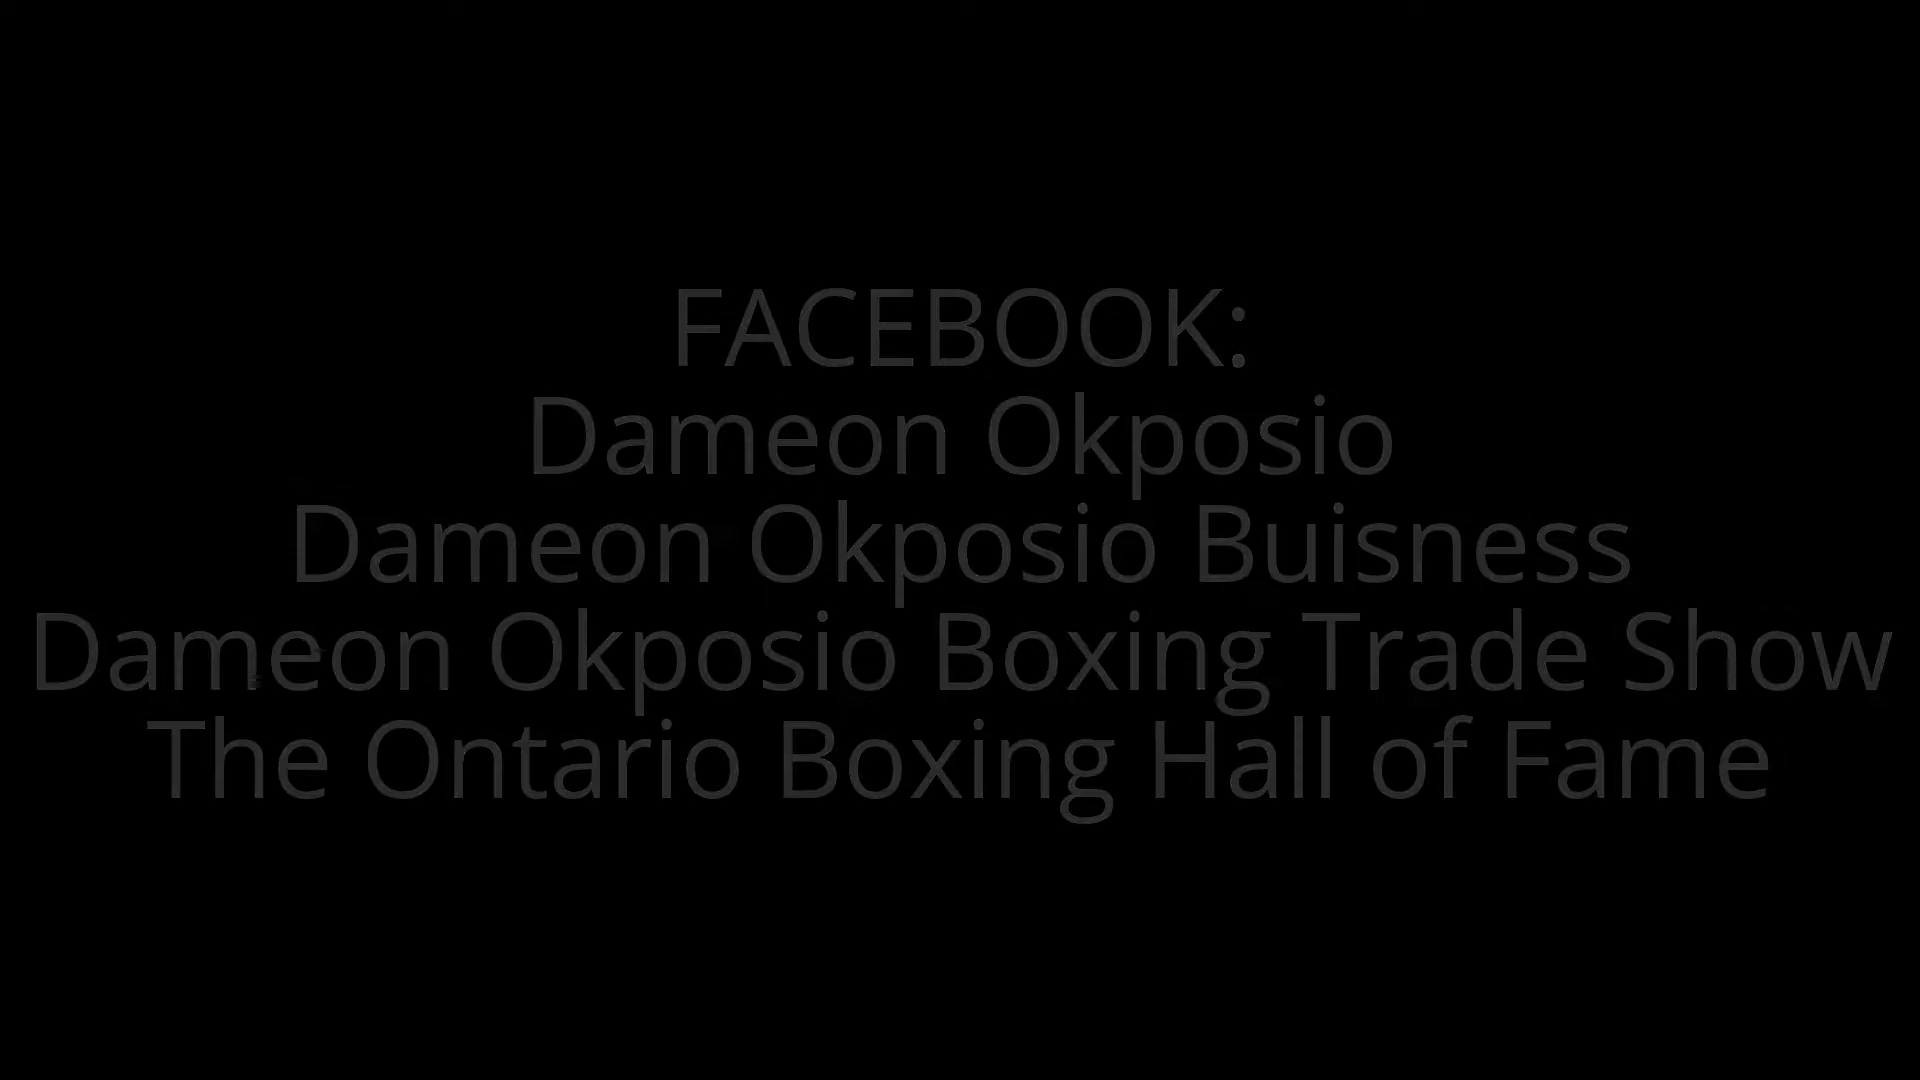 FACEBOOK:
Dameon Okposio
Dameon Okposio Buisness
Dameon Okposio Boxing Trade Show
The Ontario Boxing Hall of Fame